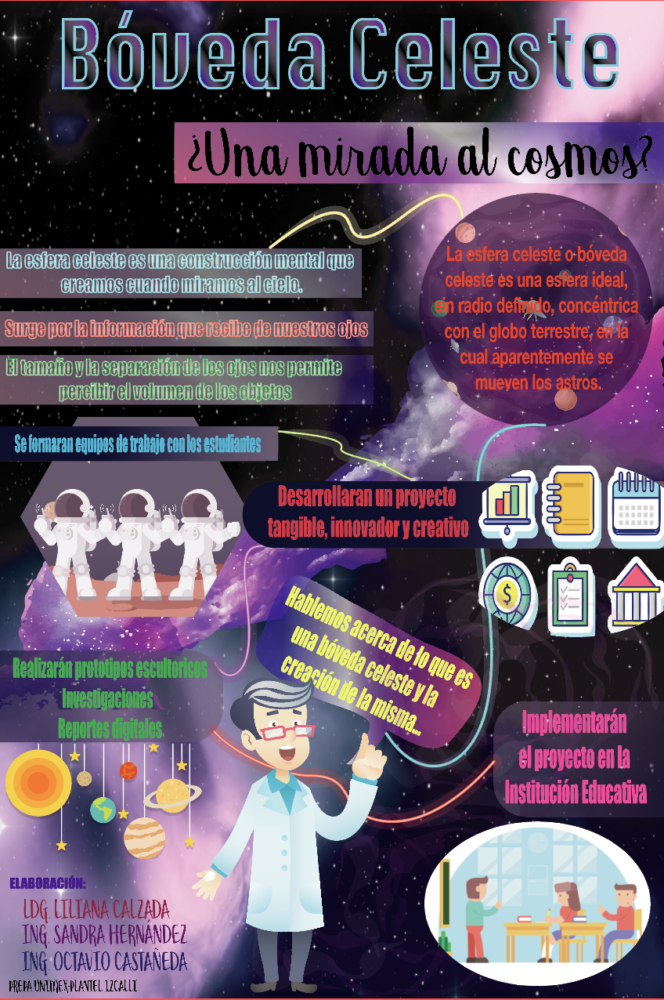 Bóveda Celeste
¿Una mirada al cosmos?
La esfera celeste es una construcción mental que
creamos cuando miramos al cielo.
Surge por la información que recibe de nuestros ojos
El tamaño y la separación de los ojos nos permite
percibir el volumen de los objetos
La esfera celeste o bóveda
celeste es una esfera ideal,
sin radio definido, concéntrica
con el globo terrestre, en la
cual aparentemente se
mueven los astros.
Se formaran equipos de trabajo con los estudiantes
Desarrollaran un proyecto
tangible, innovador y creativo
$
Hablemos acerca de lo que es
una bóveda celeste y la
creación de la misma...
Realizarán prototipos escultoricos
Investigaciones
Reportes digitales.
Implementarán
el proyecto en la
Institución Educativa
ELABORACIÓN:
LDG. LILIANA CALZADA
ING. SANDRA HERNÁNDEZ
ING. OCTAVIO CASTAÑEDA
PREPA UNIMEX-PLANTEL IZCALLI